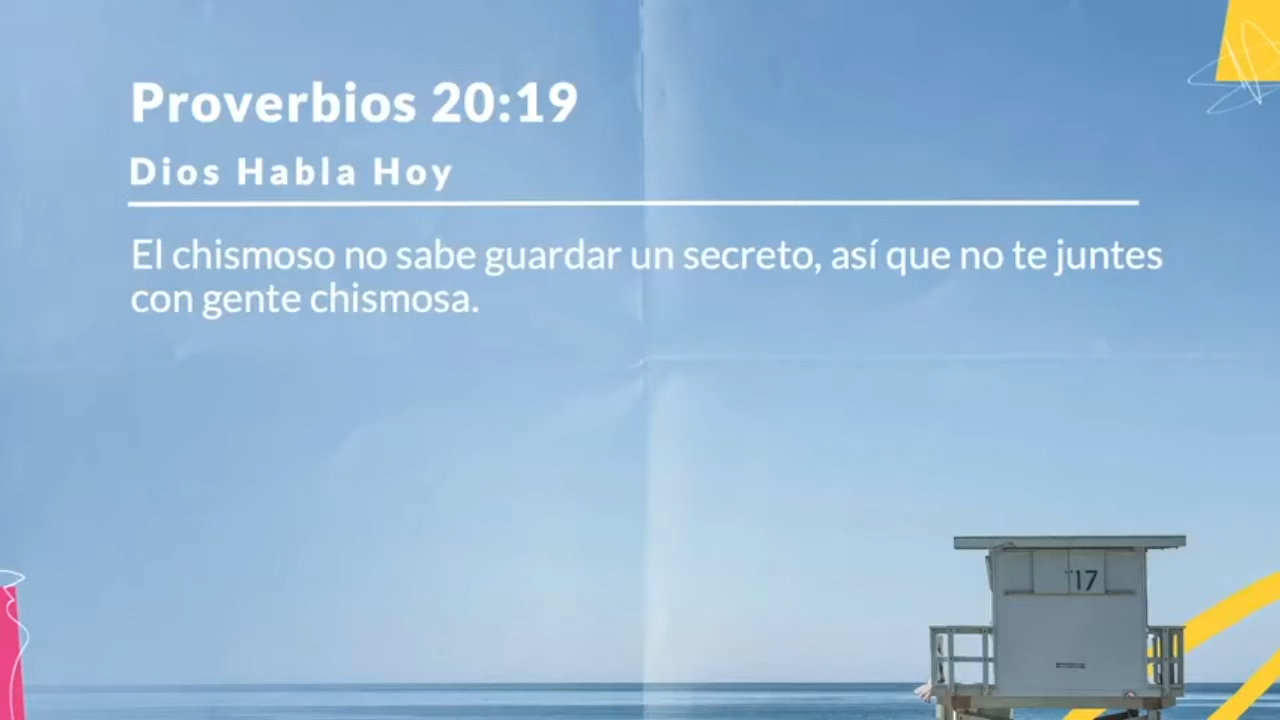 Proverbios 20:19
Dios Habla Hoy
El chismoso no sabe guardar un secreto, así que no te juntes
con gente chismosa.
17